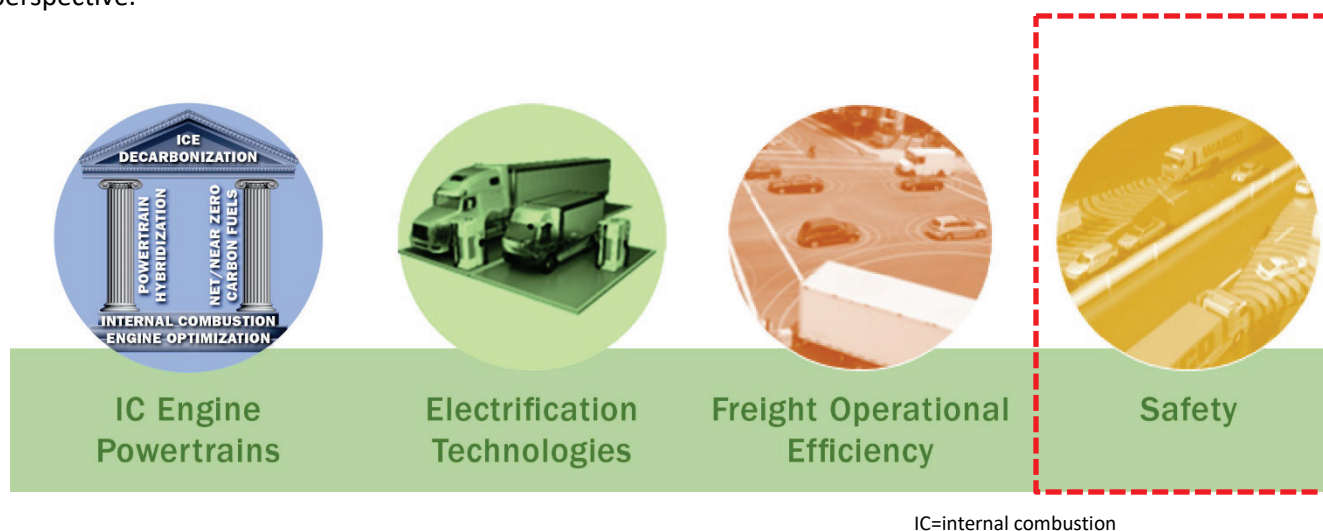 perspective.
ICE
DECARBONIZATION
POWERTRAIN
HYBRIDIZATION
NET/NEAR ZERO
CARBON FUELS
INTERNAL COMBUSTION
ENGINE OPTIMIZATION
WABCO
IC Engine
Powertrains
Electrification
Technologies
Freight Operational
Efficiency
Safety
IC=internal combustion